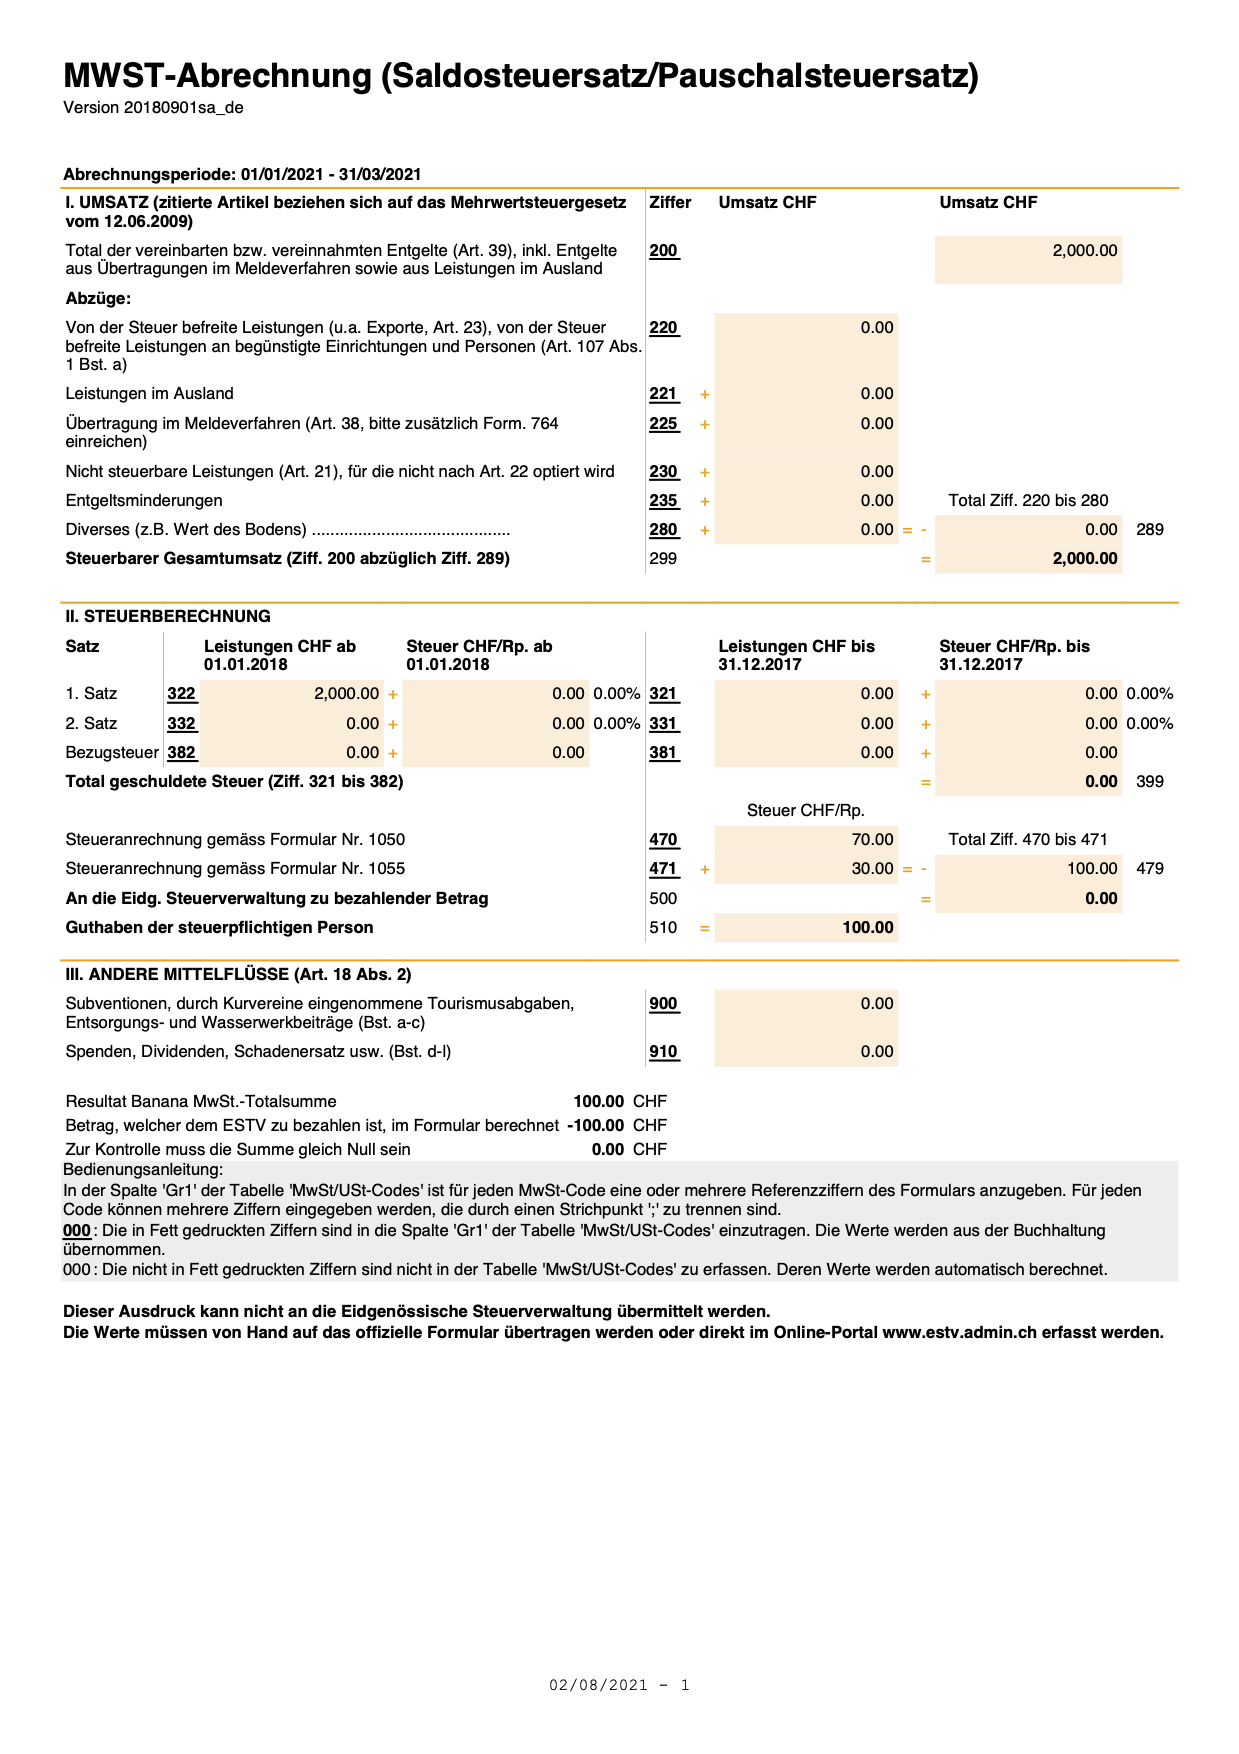 MWST-Abrechnung (Saldosteuersatz/Pauschalsteuersatz)
Version 20180901sa_de
Abrechnungsperiode: 01/01/2021 - 31/03/2021
I. UMSATZ (zitierte Artikel beziehen sich auf das Mehrwertsteuergesetz Ziffer Umsatz CHF Umsatz CHF
vom 12.06.2009)
Total der vereinbarten bzw. vereinnahmten Entgelte (Art. 39), inkl. Entgelte 200 2,000.00
aus Übertragungen im Meldeverfahren sowie aus Leistungen im Ausland
Abzüge:
Von der Steuer befreite Leistungen (u.a. Exporte, Art. 23), von der Steuer 220 0.00
befreite Leistungen an begünstigte Einrichtungen und Personen (Art. 107 Abs.
1 Bst. a)
Leistungen im Ausland 221 + 0.00
Übertragung im Meldeverfahren (Art. 38, bitte zusätzlich Form. 764 225 + 0.00
einreichen)
Nicht steuerbare Leistungen (Art. 21), für die nicht nach Art. 22 optiert wird 230 + 0.00
Entgeltsminderungen 235 + 0.00 Total Ziff. 220 bis 280
Diverses (z.B. Wert des Bodens) ........................................... 280 + 0.00 = - 0.00 289
Steuerbarer Gesamtumsatz (Ziff. 200 abzüglich Ziff. 289) 299 = 2,000.00
II. STEUERBERECHNUNG
Satz Leistungen CHF ab Steuer CHF/Rp. ab Leistungen CHF bis Steuer CHF/Rp. bis
01.01.2018 01.01.2018 31.12.2017 31.12.2017
1. Satz 322 2,000.00 + 0.00 0.00% 321 0.00 + 0.00 0.00%
2. Satz 332 0.00 + 0.00 0.00% 331 0.00 + 0.00 0.00%
Bezugsteuer 382 0.00 + 0.00 381 0.00 + 0.00
Total geschuldete Steuer (Ziff. 321 bis 382) = 0.00 399
Steuer CHF/Rp.
Steueranrechnung gemäss Formular Nr. 1050 470 70.00 Total Ziff. 470 bis 471
Steueranrechnung gemäss Formular Nr. 1055 471 + 30.00 = - 100.00 479
An die Eidg. Steuerverwaltung zu bezahlender Betrag 500 = 0.00
Guthaben der steuerpflichtigen Person 510 = 100.00
III. ANDERE MITTELFLÜSSE (Art. 18 Abs. 2)
Subventionen, durch Kurvereine eingenommene Tourismusabgaben, 900 0.00
Entsorgungs- und Wasserwerkbeiträge (Bst. a-c)
Spenden, Dividenden, Schadenersatz usw. (Bst. d-l) 910 0.00
Resultat Banana MwSt.-Totalsumme 100.00 CHF
Betrag, welcher dem ESTV zu bezahlen ist, im Formular berechnet -100.00 CHF
Zur Kontrolle muss die Summe gleich Null sein 0.00 CHF
Bedienungsanleitung:
In der Spalte 'Gr1' der Tabelle 'MwSt/USt-Codes' ist für jeden MwSt-Code eine oder mehrere Referenzziffern des Formulars anzugeben. Für jeden
Code können mehrere Ziffern eingegeben werden, die durch einen Strichpunkt ';' zu trennen sind.
000 : Die in Fett gedruckten Ziffern sind in die Spalte 'Gr1' der Tabelle 'MwSt/USt-Codes' einzutragen. Die Werte werden aus der Buchhaltung
übernommen.
000 : Die nicht in Fett gedruckten Ziffern sind nicht in der Tabelle 'MwSt/USt-Codes' zu erfassen. Deren Werte werden automatisch berechnet.
Dieser Ausdruck kann nicht an die Eidgenössische Steuerverwaltung übermittelt werden.
Die Werte müssen von Hand auf das offizielle Formular übertragen werden oder direkt im Online-Portal www.estv.admin.ch erfasst werden.
02/08/2021 - 1